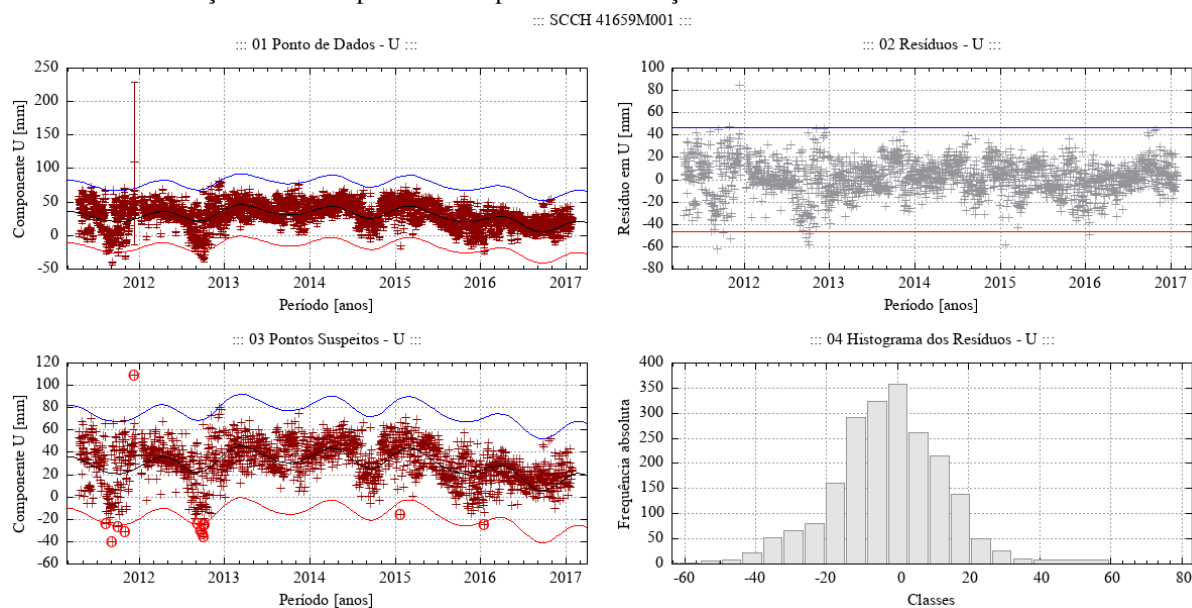 ::: SCCH 41659M001 :::
::: 01 Ponto de Dados - U :::
250
200
150
100
50
0
-50
Componente U [mm]
2012 2013 2014 2015 2016 2017
Período [anos]
::: 02 Resíduos - U :::
100
80
60
40
20
0
-20
-40
-60
-80
Resíduo em U [mm]
2012 2013 2014 2015 2016 2017
Período [anos]
::: 03 Pontos Suspeitos - U :::
120
100
80
60
40
20
0
-20
-40
-60
Componente U [mm]
2012 2013 2014 2015 2016 2017
Período [anos]
::: 04 Histograma dos Resíduos - U :::
400
350
300
250
200
150
100
50
0
Frequência absoluta
-60 -40 -20 0 20 40 60 80
Classes